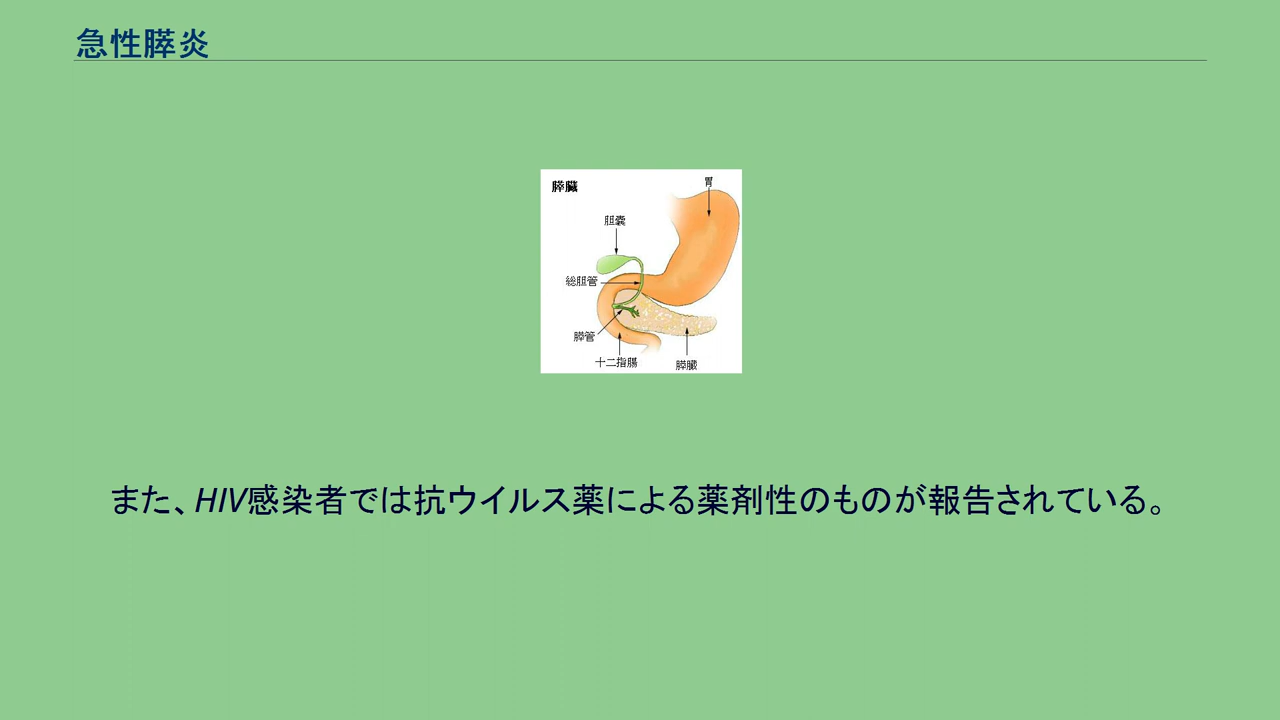 急性膵炎
膵臓
胃
胆嚢
総胆管
膵管
十二指腸
膵臓
また、HIV感染者では抗ウイルス薬による薬剤性のものが報告されている。